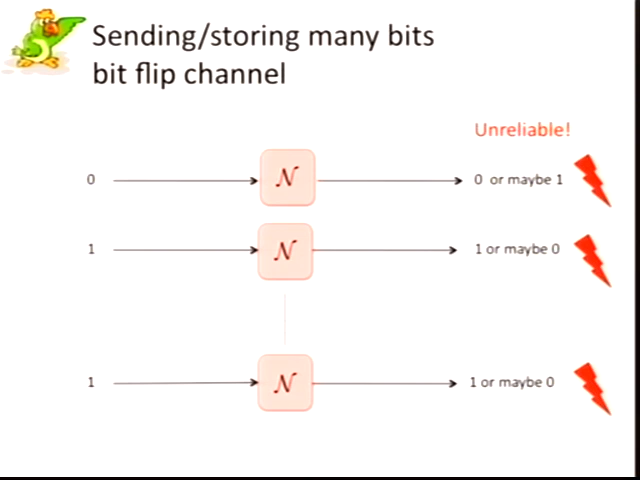 Sending/storing many bits
bit flip channel
Unreliable!
0 N 0 or maybe 1
1 N 1 or maybe 0
1 N 1 or maybe 0